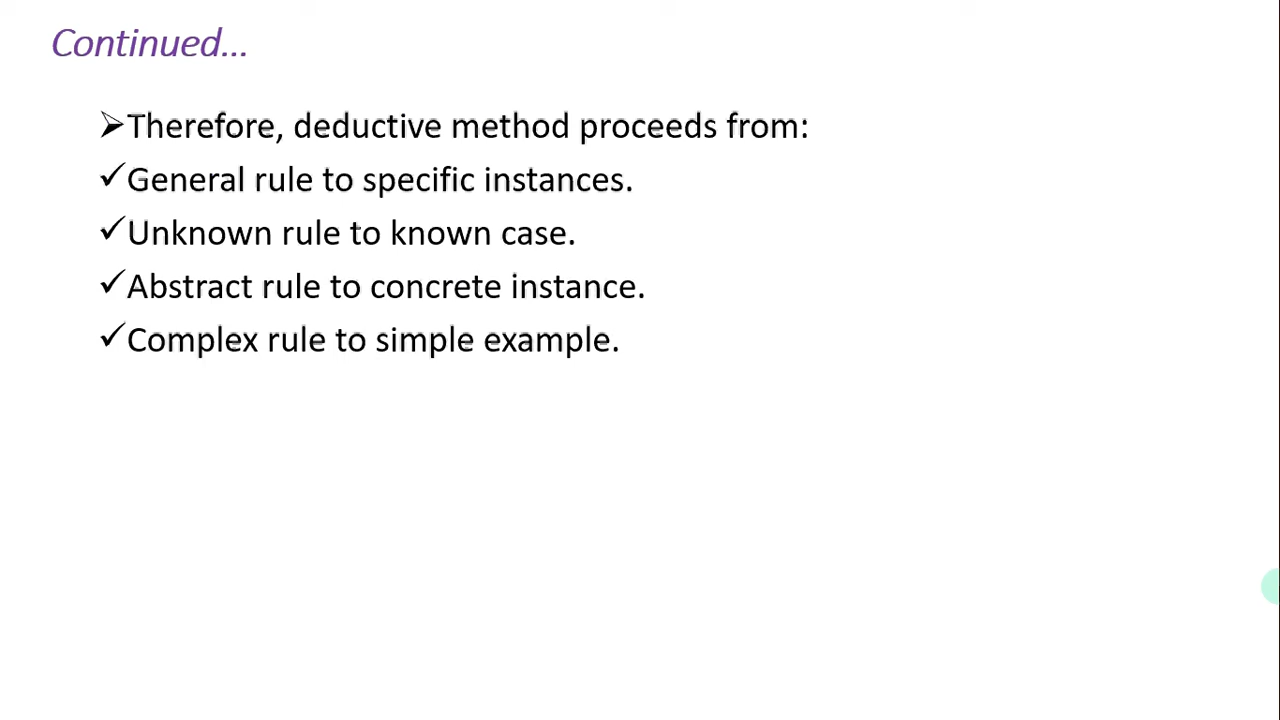 Continued...
➢Therefore, deductive method proceeds from:
✓General rule to specific instances.
✓Unknown rule to known case.
✓Abstract rule to concrete instance.
✓Complex rule to simple example.